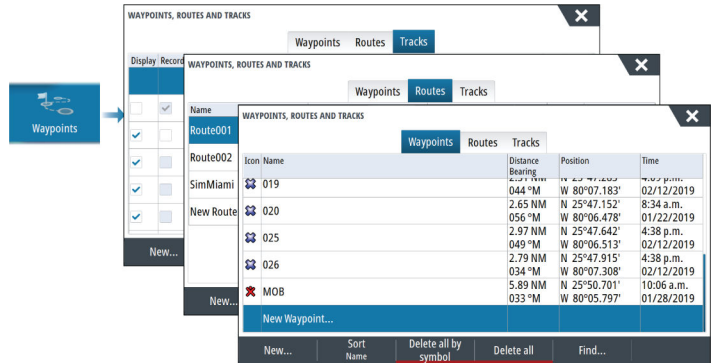 WAYPOINTS, ROUTES AND TRACKS
Waypoints Routes Tracks
Display Record
Waypoints
New...
WAYPOINTS, ROUTES AND TRACKS
Waypoints Routes Tracks
Name
Route001
Route002
SimMiami
New Route
New...
WAYPOINTS, ROUTES AND TRACKS
Waypoints Routes Tracks
Icon Name Distance Position Time
Bearing
019 044 °M W 80°07.183' 02/12/2019
2.65 NM N 25°47.152' 8:34 a.m.
020 056 °M W 80°06.478' 01/22/2019
2.97 NM N 25°47.642' 4:38 p.m.
025 049 °M W 80°06.513' 02/12/2019
2.79 NM N 25°47.915' 4:38 p.m.
026 034 °M W 80°07.308' 02/12/2019
5.89 NM N 25°50.701' 10:06 a.m.
MOB 033 °M W 80°05.797' 01/28/2019
New Waypoint...
New... Sort Name Delete all by symbol Delete all Find...